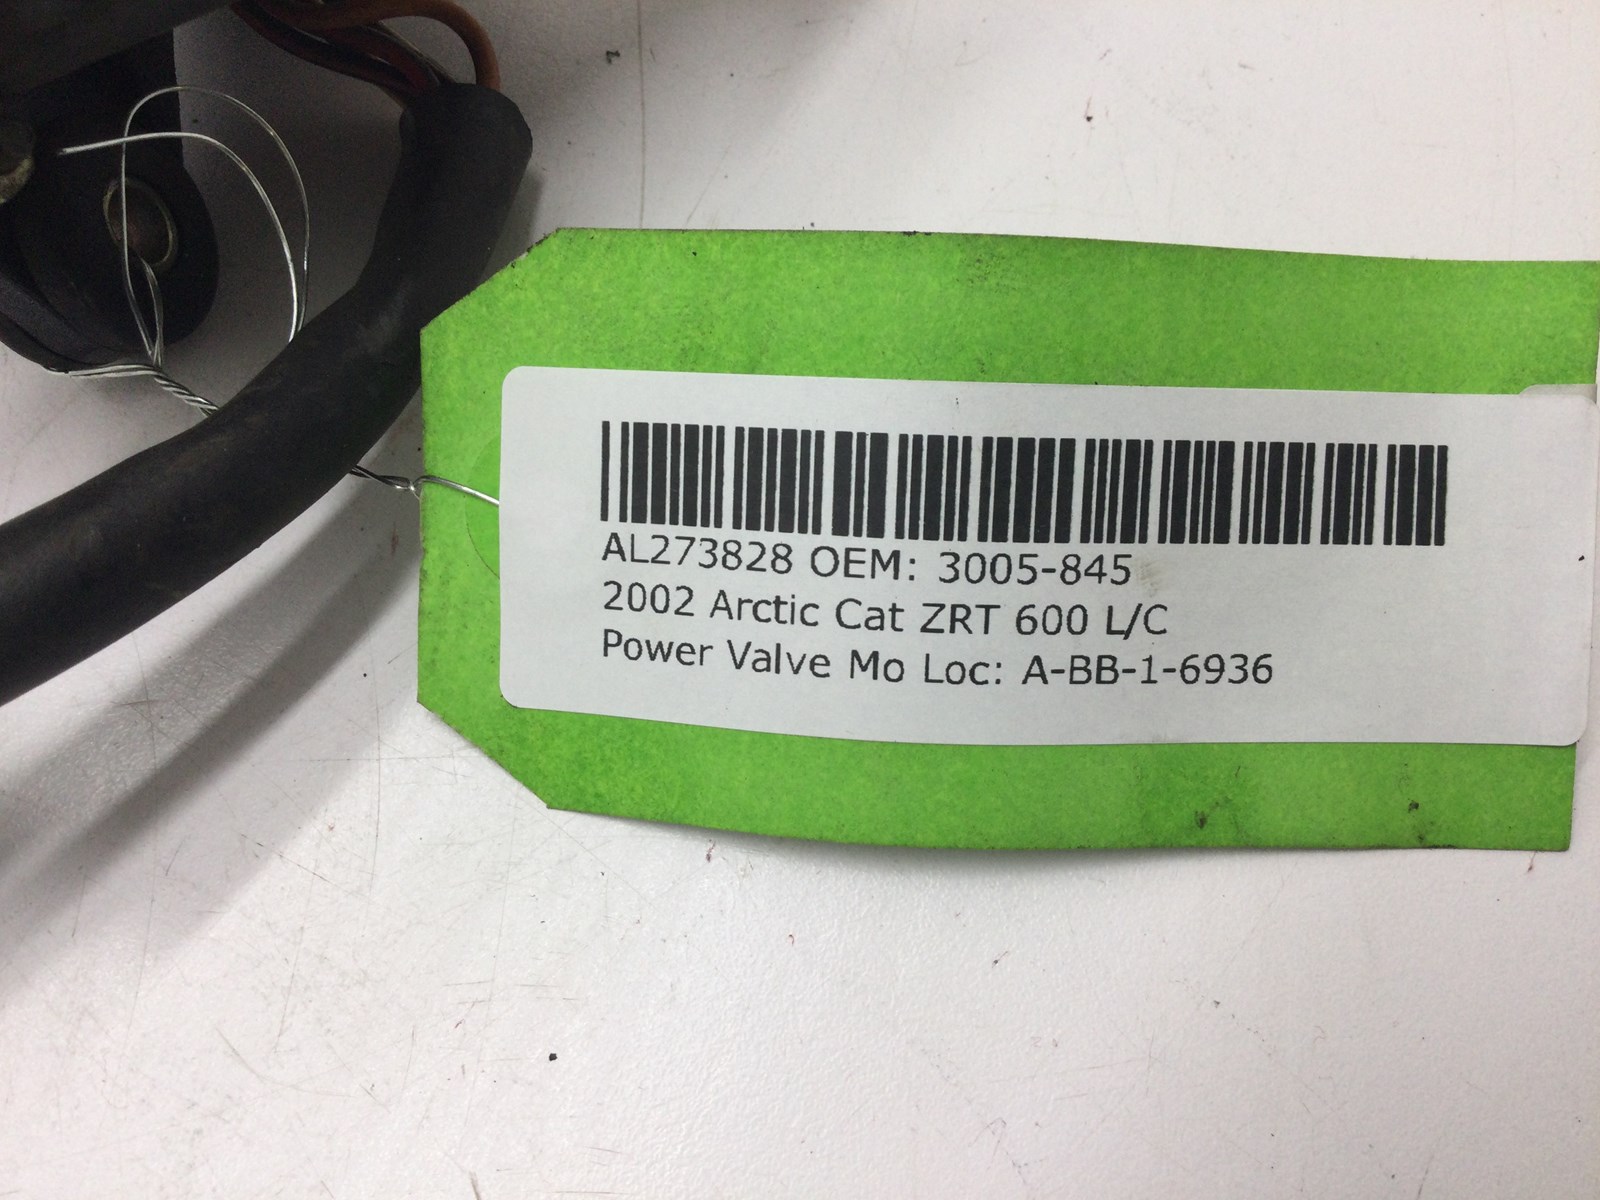 AL273828 OEM: 3005-845
2002 Arctic Cat ZRT 600 L/C
Power Valve Mo Loc: A-BB-1-6936